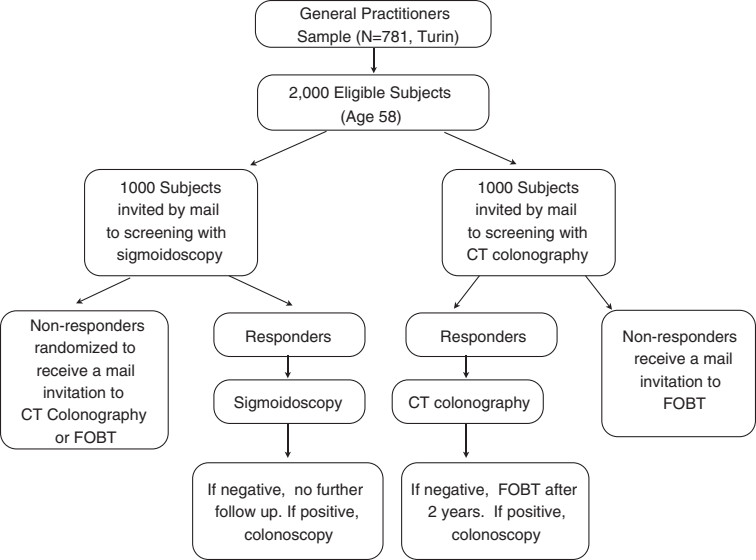 General Practitioners
Sample (N=781, Turin)
2,000 Eligible Subjects
(Age 58)
1000 Subjects
invited by mail
to screening with
sigmoidoscopy
1000 Subjects
invited by mail
to screening with
CT colonography
Non-responders
randomized to
receive a mail
invitation to
CT Colonography
or FOBT
Responders
Sigmoidoscopy
If negative, no further
follow up. If positive,
colonoscopy
Responders
CT colonography
If negative, FOBT after
2 years. If positive,
colonoscopy
Non-responders
receive a mail
invitation to
FOBT